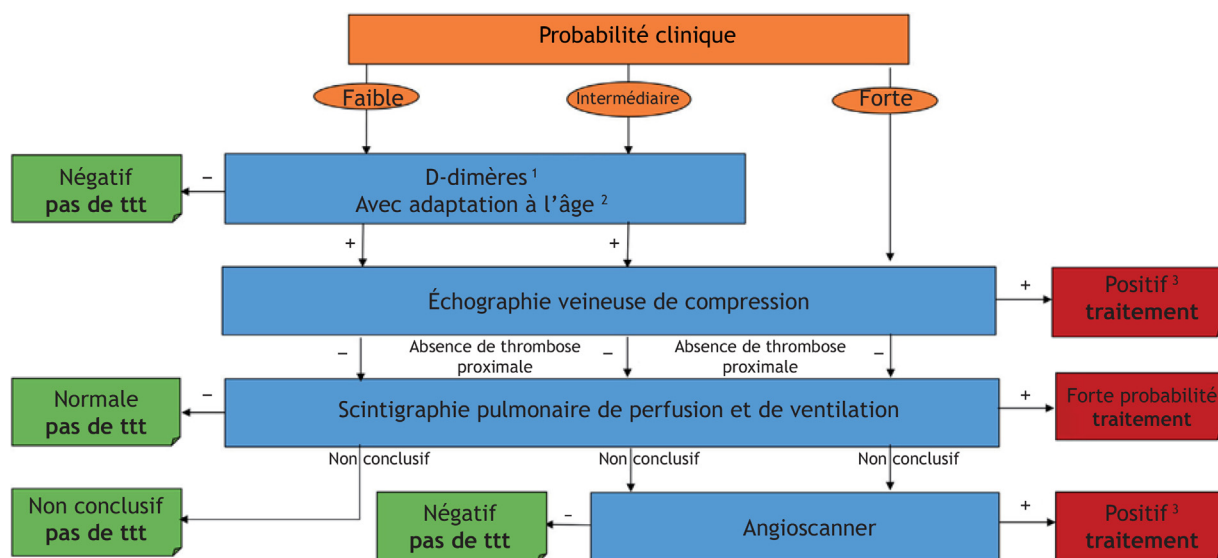 Probabilité clinique
Faible
Intermédiaire
Forte
Négatif
pas de ttt
–
D-dimères 1
Avec adaptation à l'âge 2
+
+
Échographie veineuse de compression
+
Positif 3
traitement
–
Absence de thrombose
proximale
–
Absence de thrombose
proximale
–
Normale
pas de ttt
–
Scintigraphie pulmonaire de perfusion et de ventilation
+
Forte probabilité
traitement
Non conclusif
Non conclusif
Non conclusif
Non conclusif
pas de ttt
Négatif
pas de ttt
–
Angioscanner
+
Positif 3
traitement